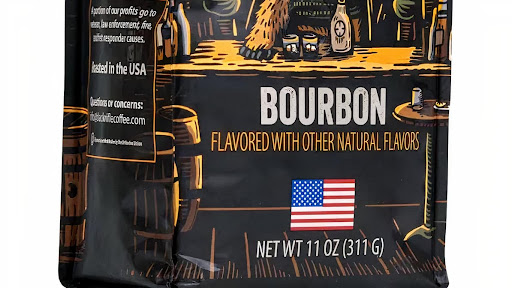 A portion of our profits go to
law enforcement, fire,
first responder causes.
Roasted in the USA
Questions or concerns:
BOURBON
FLAVORED WITH OTHER NATURAL FLAVORS
NET WT 11 OZ (311 G)